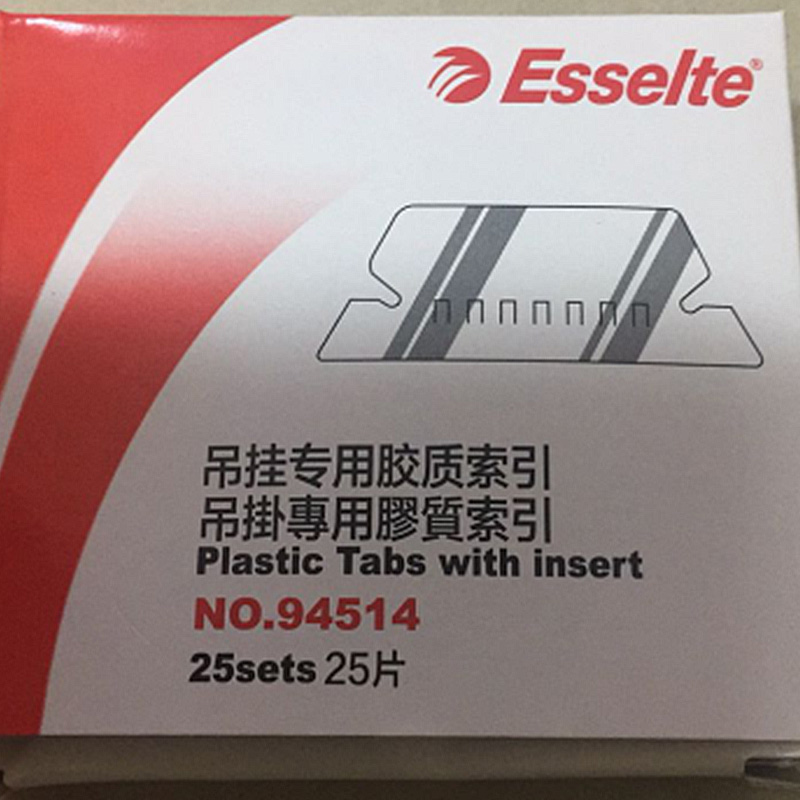 Esselte®
吊挂专用胶质索引
吊掛專用膠質索引
Plastic Tabs with insert
NO.94514
25sets 25片